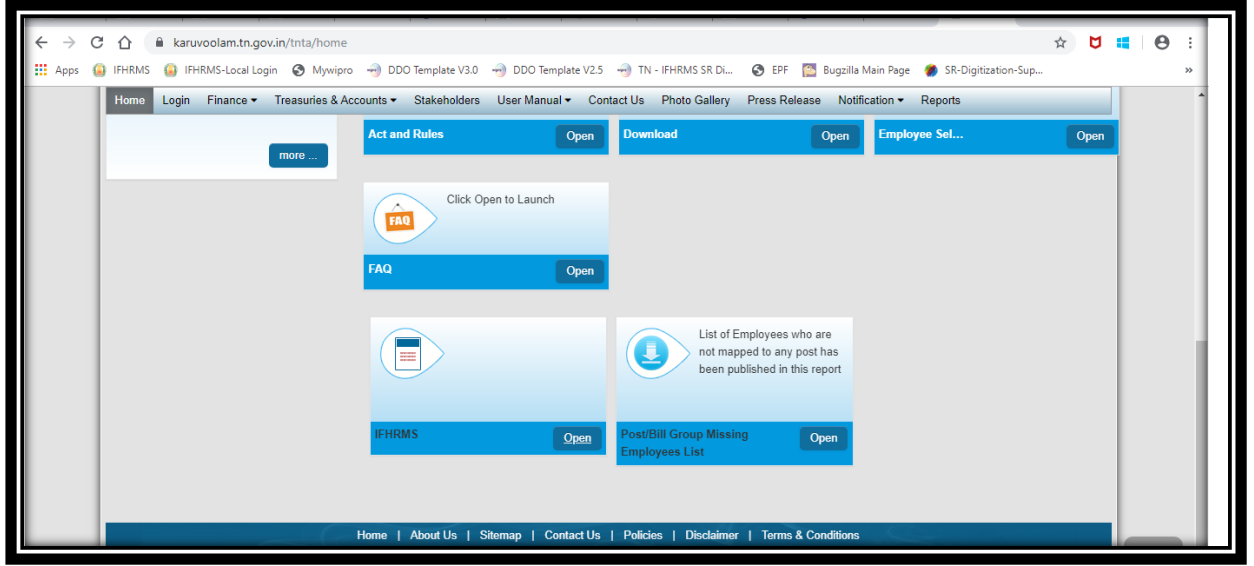 karuvoolam.tn.gov.in/tnta/home
Apps IFHRMS IFHRMS-Local Login Mywipro DDO Template V3.0 DDO Template V2.5 TN - IFHRMS SR Di... EPF Bugzilla Main Page SR-Digitization-Sup... »
Home Login Finance Treasuries & Accounts Stakeholders User Manual Contact Us Photo Gallery Press Release Notification Reports
more ...
Act and Rules Open
Download Open
Employee Sel... Open
Click Open to Launch
FAQ
FAQ Open
IFHRMS Open
List of Employees who are
not mapped to any post has
been published in this report
Post/Bill Group Missing
Employees List
Open
Home | About Us | Sitemap | Contact Us | Policies | Disclaimer | Terms & Conditions